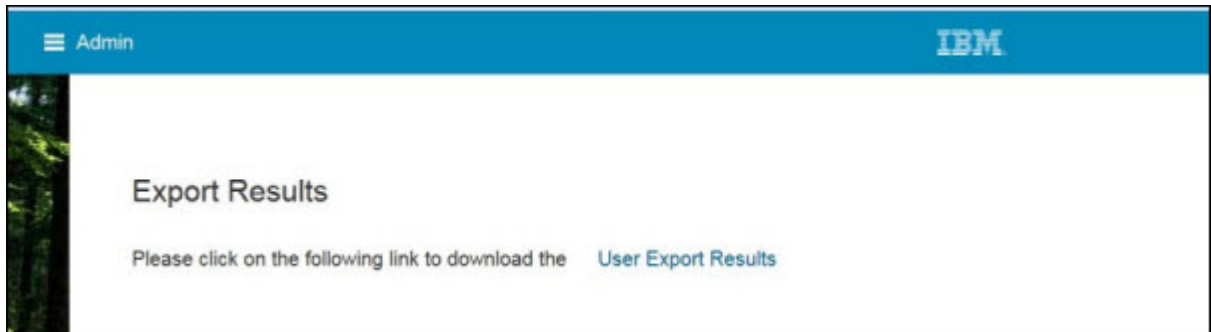 Admin
IBM
Export Results
Please click on the following link to download the User Export Results